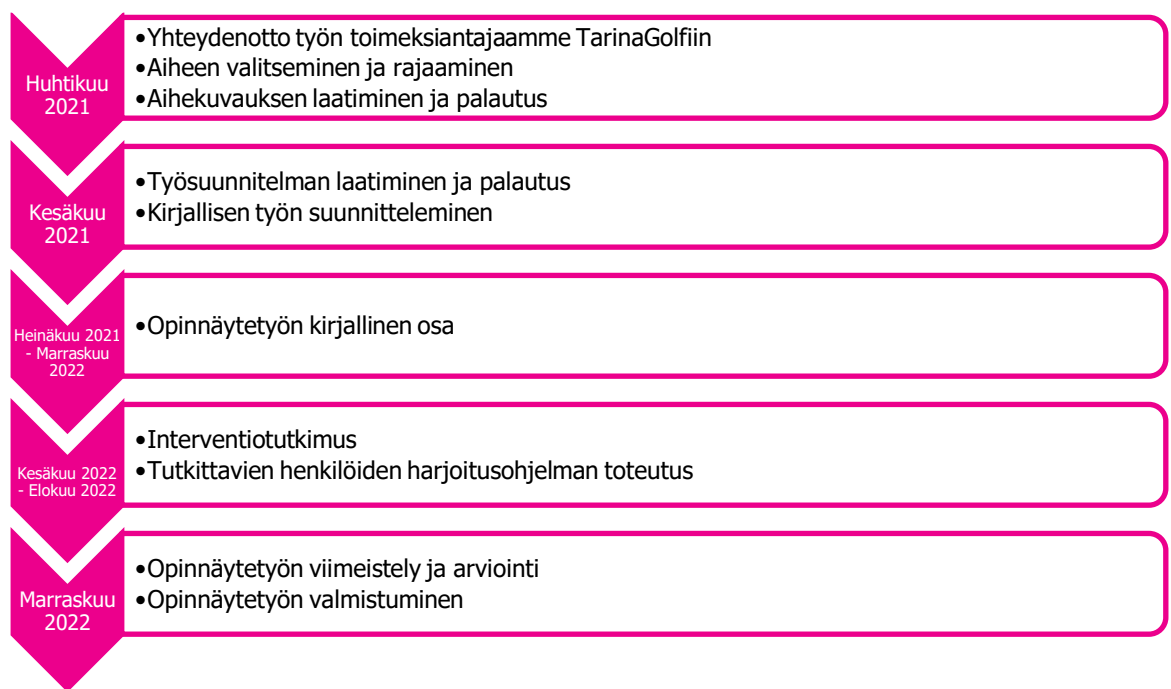 Huhtikuu
2021
•Yhteydenotto työn toimeksiantajaamme TarinaGolfiin
•Aiheen valitseminen ja rajaaminen
•Aihekuvauksen laatiminen ja palautus
Kesäkuu
2021
•Työsuunnitelman laatiminen ja palautus
•Kirjallisen työn suunnitteleminen
Heinäkuu 2021
- Marraskuu
2022
•Opinnäytetyön kirjallinen osa
Kesäkuu 2022
- Elokuu 2022
•Interventiotutkimus
•Tutkittavien henkilöiden harjoitusohjelman toteutus
Marraskuu
2022
•Opinnäytetyön viimeistely ja arviointi
•Opinnäytetyön valmistuminen